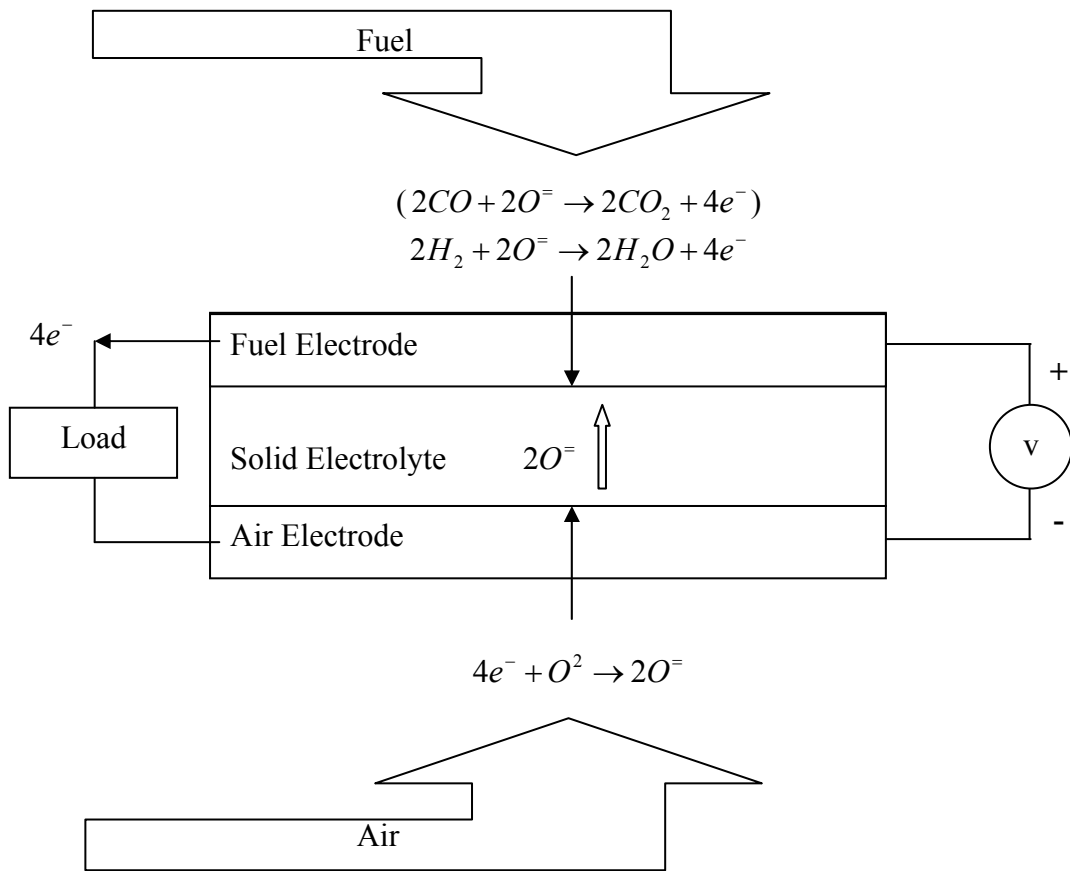 Fuel
(2CO + 2O⁼ → 2CO₂ + 4e⁻)
2H₂ + 2O⁼ → 2H₂O + 4e⁻
4e⁻
Fuel Electrode
+
Load
Solid Electrolyte 2O⁼
v
Air Electrode
-
4e⁻ + O² → 2O⁼
Air